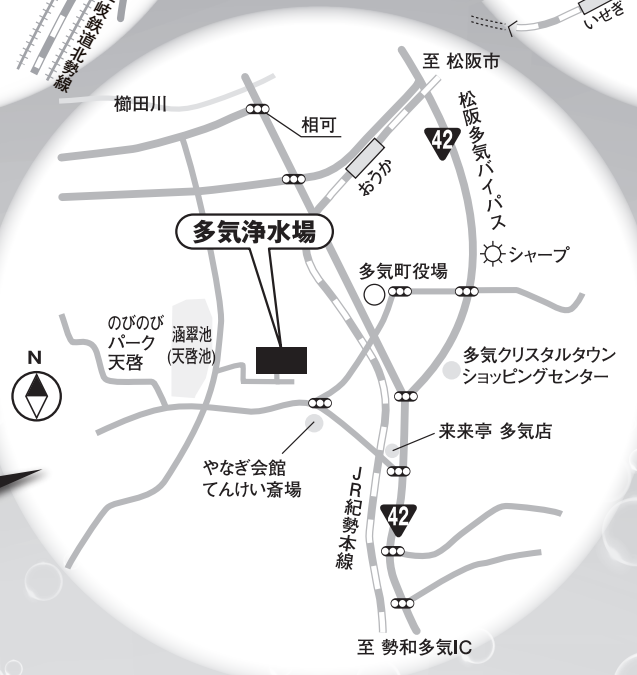 岐鉄道北勢線
いせき
至 松阪市
櫛田川
相可
42
松阪多気バイパス
おうか
多気浄水場
シャープ
多気町役場
のびのび
パーク
天啓
涵翠池
(天啓池)
N
多気クリスタルタウン
ショッピングセンター
来来亭 多気店
やなぎ会館
てんけい斎場
JR紀勢本線
42
至 勢和多気IC